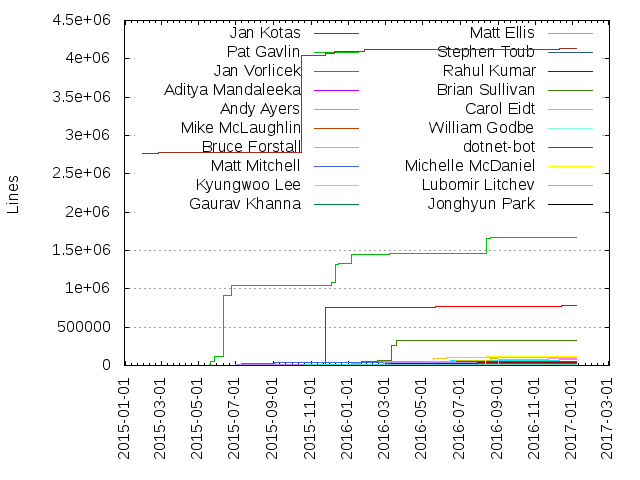 4.5e+06
4e+06
3.5e+06
3e+06
2.5e+06
2e+06
1.5e+06
1e+06
500000
0
Lines
Jan Kotas
Pat Gavlin
Jan Vorlicek
Aditya Mandaleeka
Andy Ayers
Mike McLaughlin
Bruce Forstall
Matt Mitchell
Kyungwoo Lee
Gaurav Khanna
Matt Ellis
Stephen Toub
Rahul Kumar
Brian Sullivan
Carol Eidt
William Godbe
dotnet-bot
Michelle McDaniel
Lubomir Litchev
Jonghyun Park
2015-01-01
2015-03-01
2015-05-01
2015-07-01
2015-09-01
2015-11-01
2016-01-01
2016-03-01
2016-05-01
2016-07-01
2016-09-01
2016-11-01
2017-01-01
2017-03-01